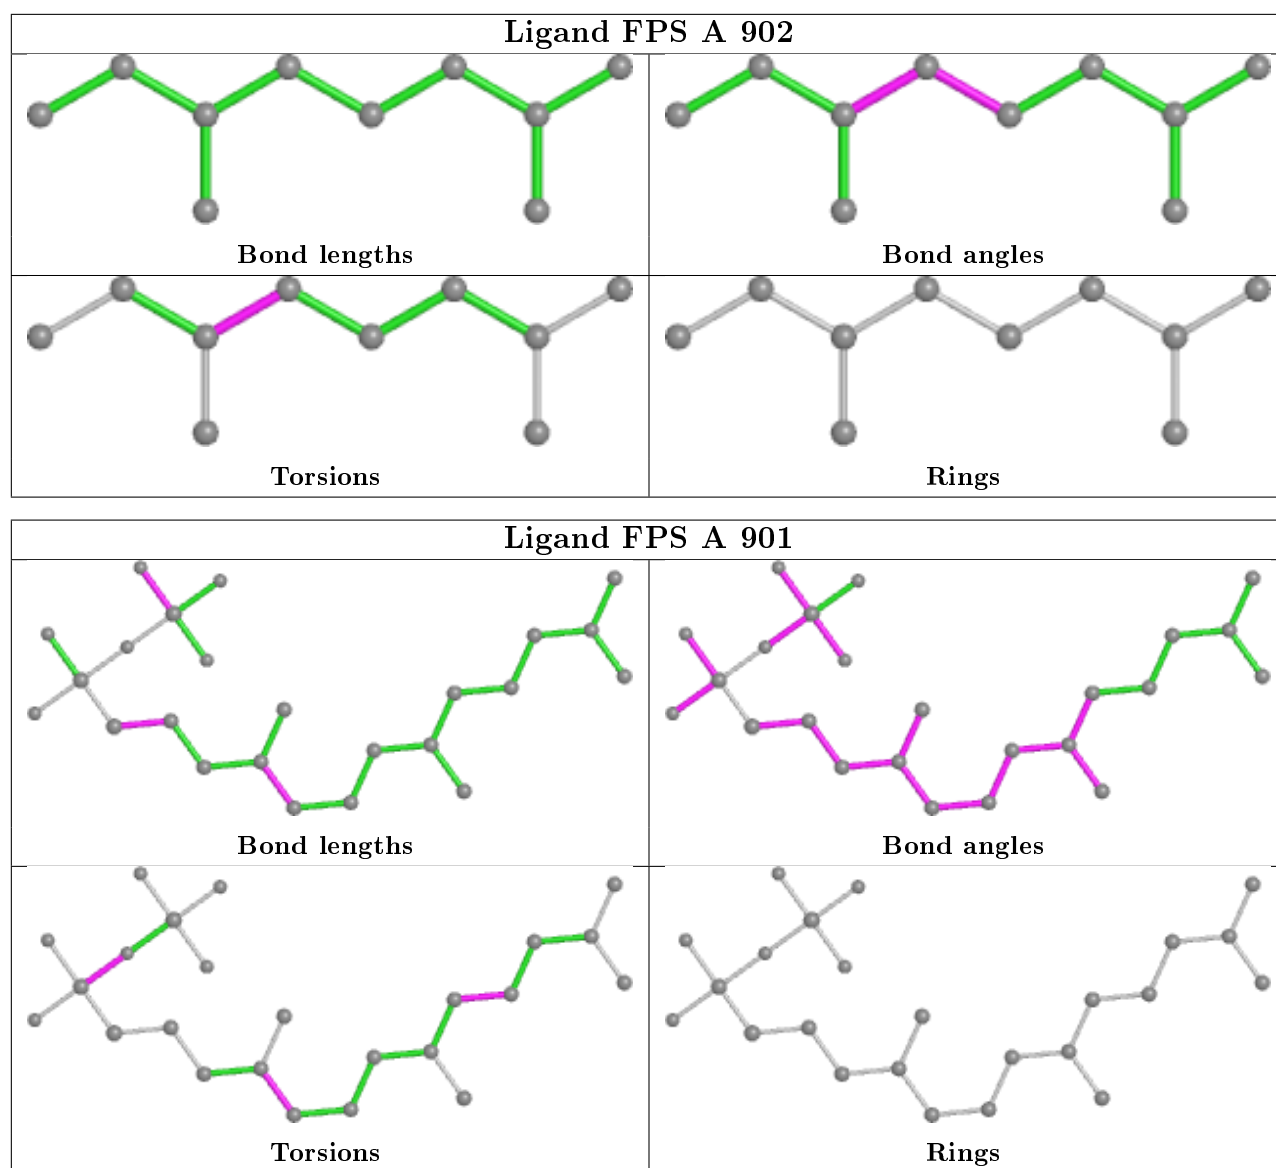 Ligand FPS A 902
Bond lengths
Bond angles
Torsions
Rings
Ligand FPS A 901
Bond lengths
Bond angles
Torsions
Rings